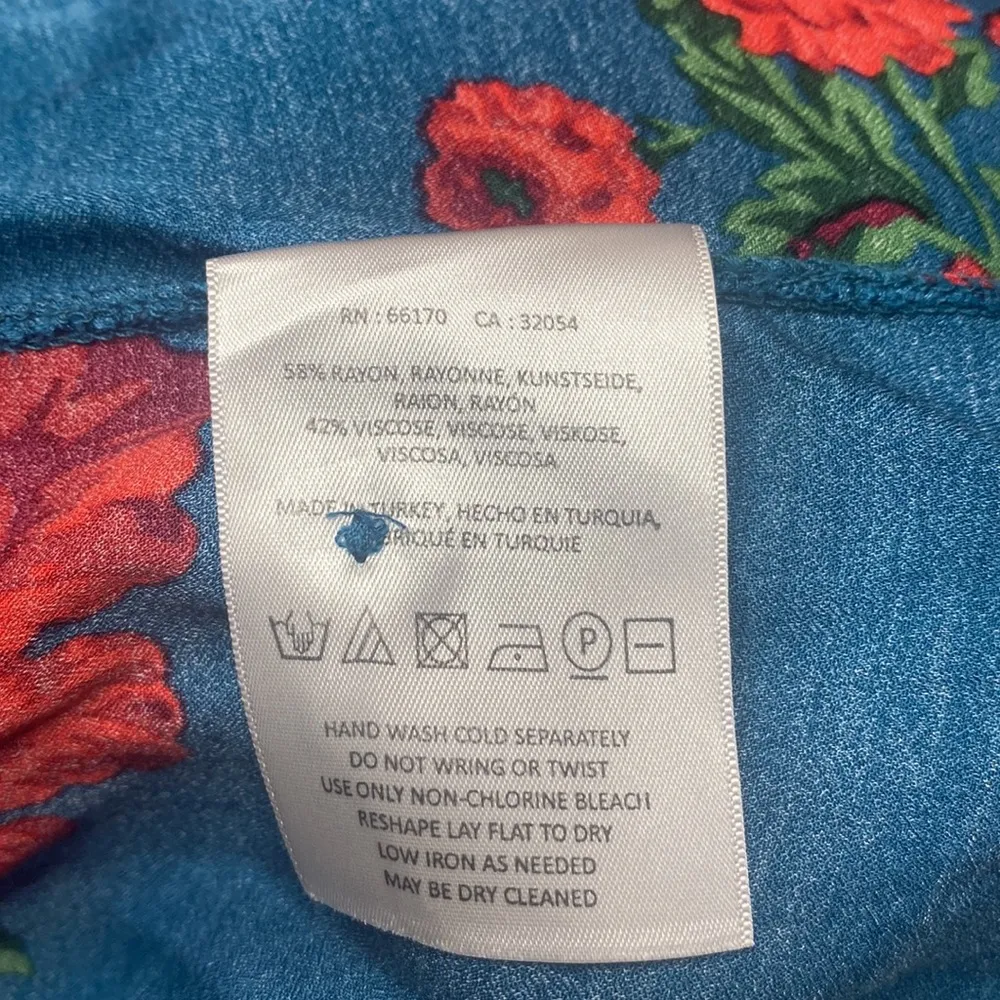 RN : 66170 CA : 32054
58% RAYON, RAYONNE, KUNSTSEIDE,
RAION, RAYÓN
42% VISCOSE, VISCOSE, VISKOSE,
VISCOSA, VISCOSA
MADE IN TURKEY, HECHO EN TURQUIA,
EN TURQUIE
P
HAND WASH COLD SEPARATELY
DO NOT WRING OR TWIST
USE ONLY NON-CHLORINE BLEACH
RESHAPE LAY FLAT TO DRY
LOW IRON AS NEEDED
MAY BE DRY CLEANED